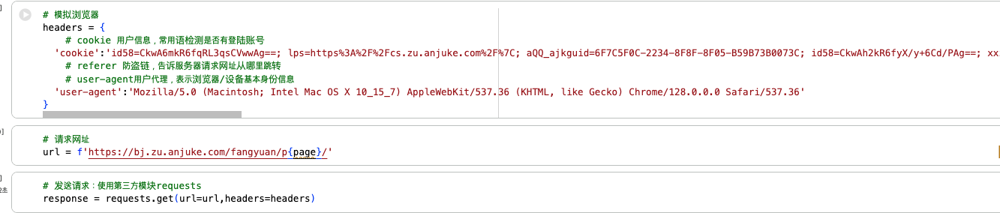 ]
# 模拟浏览器
headers = {
# cookie 用户信息，常用语检测是否有登陆账号
'cookie':'id58=CkwA6mkR6fqRL3qsCVwwAg==; lps=https%3A%2F%2Fcs.zu.anjuke.com%2F%7C; aQQ_ajkguid=6F7C5F0C-2234-8F8F-8F05-B59B73B0073C; id58=CkwAh2kR6fyX/y+6Cd/PAg==; xx
# referer 防盗链，告诉服务器请求网址从哪里跳转
# user-agent用户代理，表示浏览器/设备基本身份信息
'user-agent':'Mozilla/5.0 (Macintosh; Intel Mac OS X 10_15_7) AppleWebKit/537.36 (KHTML, like Gecko) Chrome/128.0.0.0 Safari/537.36'
}
]
# 请求网址
url = f'https://bj.zu.anjuke.com/fangyuan/p{page}/'
]
# 发送请求：使用第三方模块requests
2초
response = requests.get(url=url,headers=headers)